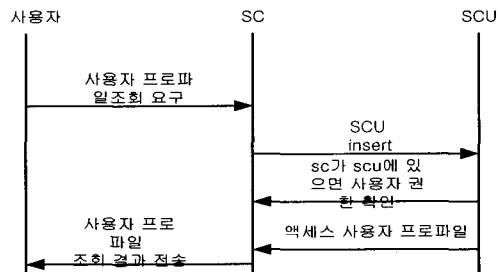 사용자 SC SCU
사용자 프로파
일조회 요구
SCU
insert
sc가 scu에 있
으면 사용자 권
한 확인
액세스 사용자 프로파일
사용자 프로
파일
조회 결과 전송